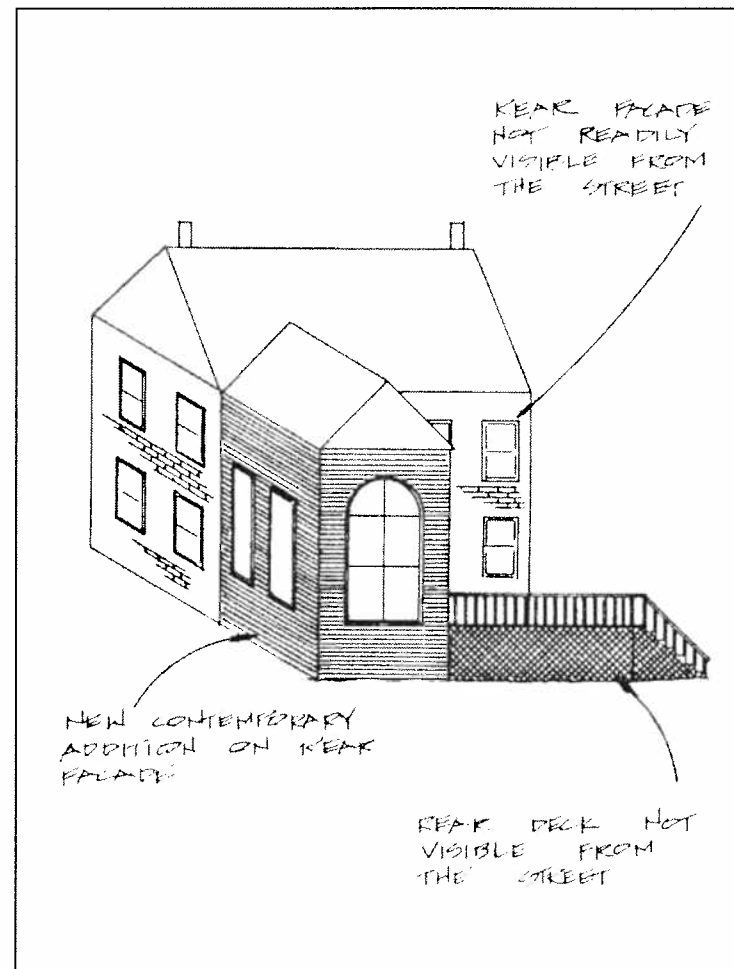 REAR FACADE
NOT READILY
VISIBLE FROM
THE STREET
NEW CONTEMPORARY
ADDITION ON REAR
FACADE
REAR DECK NOT
VISIBLE FROM
THE STREET